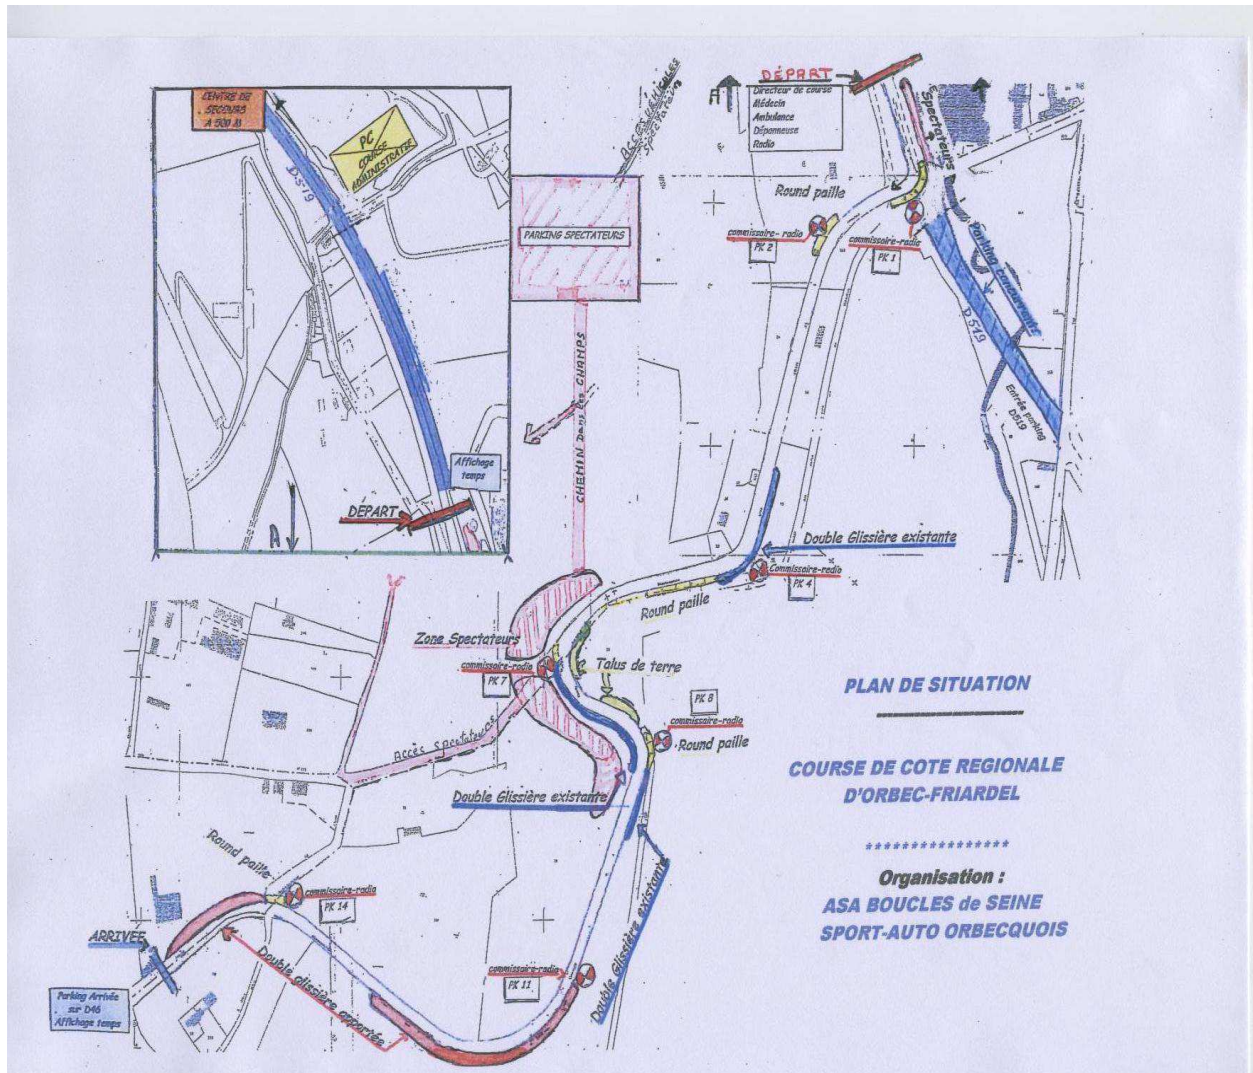 CENTRE DE
SECOURS
A 500 M
PC
COURSE
ADMINISTRATIF
D.519
Affichage
temps
DÉPART
A
PARKING SPECTATEURS
spectateurs
CHEMIN Dans Les CHAMPS
A
DÉPART
Directeur de course
Médecin
Ambulance
Dépanneuse
Radio
Spectateurs
Round paille
commissaire-radio
PK 2
commissaire-radio
PK 1
Parking concurrents
D.519
Entrée parking
D519
Double Glissière existante
Commissaire-radio
PK 4
Round paille
Zone Spectateurs
commissaire-radio
PK 7
Talus de terre
PK 8
commissaire-radio
Round paille
Accès spectateurs
Double Glissière existante
Double Glissière existante
Round paille
commissaire-radio
PK 14
ARRIVEE
Double glissière apportée
commissaire-radio
PK 11
Parking Arrivée
sur D46
Affichage temps
PLAN DE SITUATION
COURSE DE COTE REGIONALE
D'ORBEC-FRIARDEL
****************
Organisation :
ASA BOUCLES de SEINE
SPORT-AUTO ORBECQUOIS